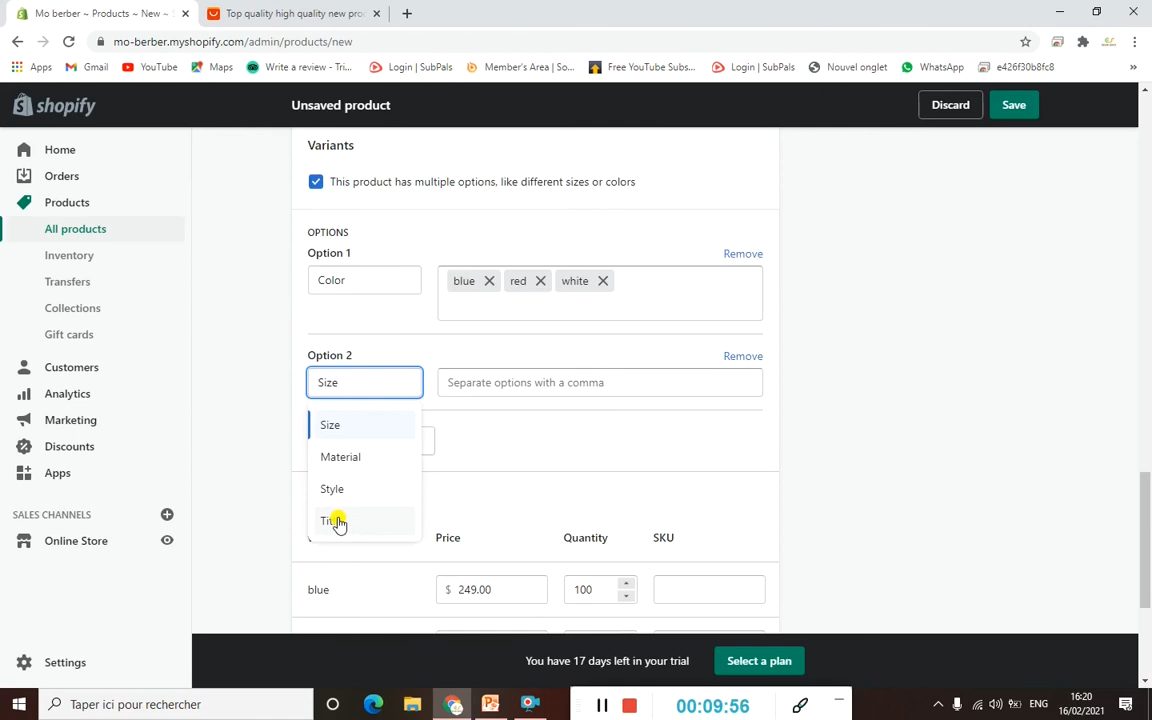 Mo berber ~ Products ~ New ~ S
Top quality high quality new pro
mo-berber.myshopify.com/admin/products/new
Apps
Gmail
YouTube
Maps
Write a review - Tri...
Login | SubPals
Member's Area | So...
Free YouTube Subs...
Login | SubPals
Nouvel onglet
WhatsApp
e426f30b8fc8
»
shopify
Unsaved product
Discard
Save
Home
Orders
Products
All products
Inventory
Transfers
Collections
Gift cards
Customers
Analytics
Marketing
Discounts
Apps
SALES CHANNELS
Online Store
Settings
Variants
This product has multiple options, like different sizes or colors
OPTIONS
Option 1
Remove
Color
blue
red
white
Option 2
Remove
Size
Separate options with a comma
Size
Material
Style
Price
Quantity
SKU
blue
$ 249.00
100
You have 17 days left in your trial
Select a plan
Taper ici pour rechercher
00:09:56
ENG
16:20
16/02/2021